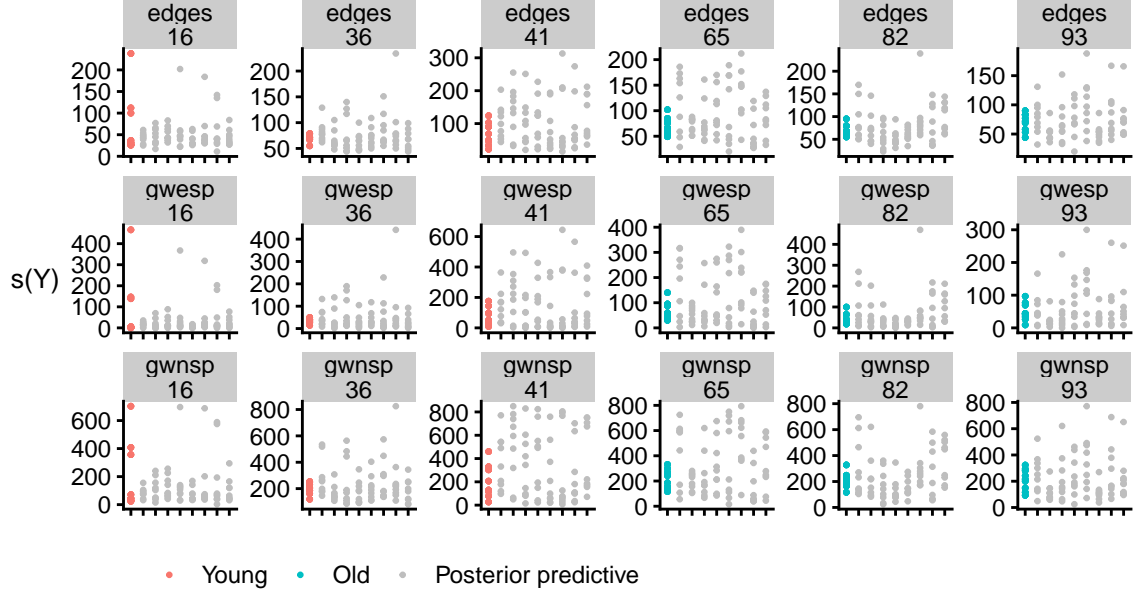 edges edges edges edges edges edges
16 36 41 65 82 93
200 150 100 50 0
200 150 100 50
300 200 100
200 150 100 50
200 150 100 50
150 100 50
gwesp gwesp gwesp gwesp gwesp gwesp
16 36 41 65 82 93
400 300 200 100 0
400 300 200 100 0
600 400 200 0
400 300 200 100 0
400 200 0
300 200 100 0
s(Y)
gwnsp gwnsp gwnsp gwnsp gwnsp gwnsp
16 36 41 65 82 93
600 400 200 0
800 600 400 200
800 600 400 200 0
800 600 400 200 0
800 600 400 200 0
800 600 400 200 0
Young Old Posterior predictive